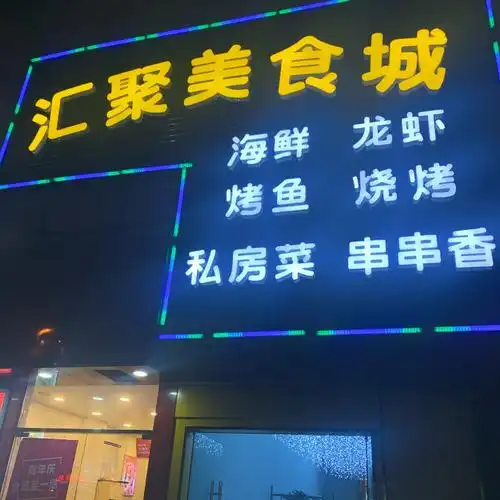 汇聚美食城
海鲜 龙虾
烤鱼 烧烤
私房菜 串串香